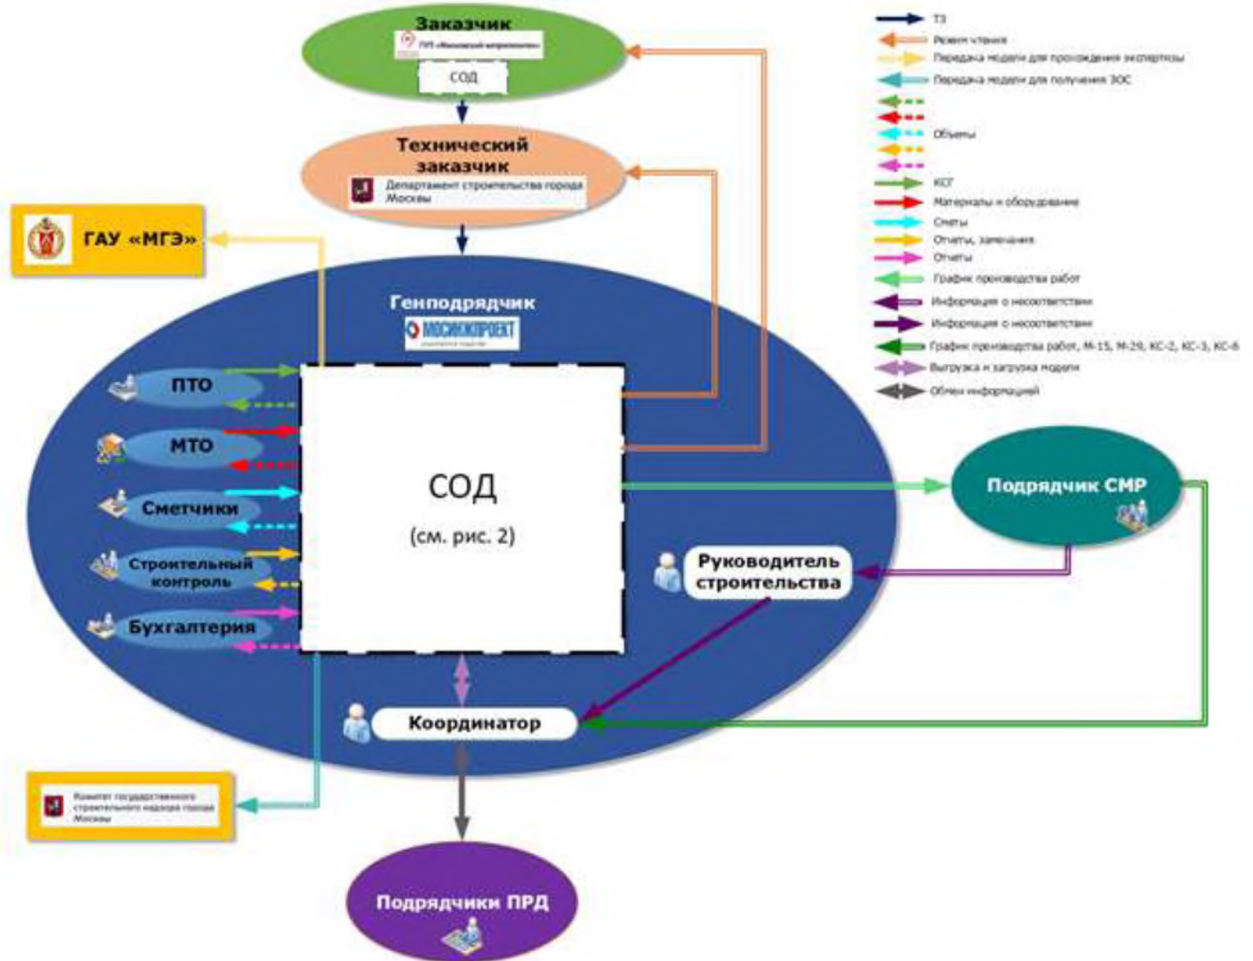 Заказчик
ГУП «Московский метрополитен»
СОД
Технический
заказчик
Департамент строительства города
Москвы
ГАУ «МГЭ»
Генподрядчик
МОСИНЖПРОЕКТ
ПТО
МТО
Сметчики
Строительный
контроль
Бухгалтерия
СОД
(см. рис. 2)
Руководитель
строительства
Координатор
Подрядчик СМР
Комитет государственного
строительного надзора города
Москвы
Подрядчики ПРД
ТЗ
Режим чтения
Передача модели для прохождения экспертизы
Передача модели для получения ЗОС
Объемы
КСГ
Материалы и оборудование
Сметы
Отчеты, замечания
Отчеты
График производства работ
Информация о несоответствии
Информация о несоответствии
График производства работ, М-15, М-29, КС-2, КС-3, КС-6
Выгрузка и загрузка модели
Обмен информацией